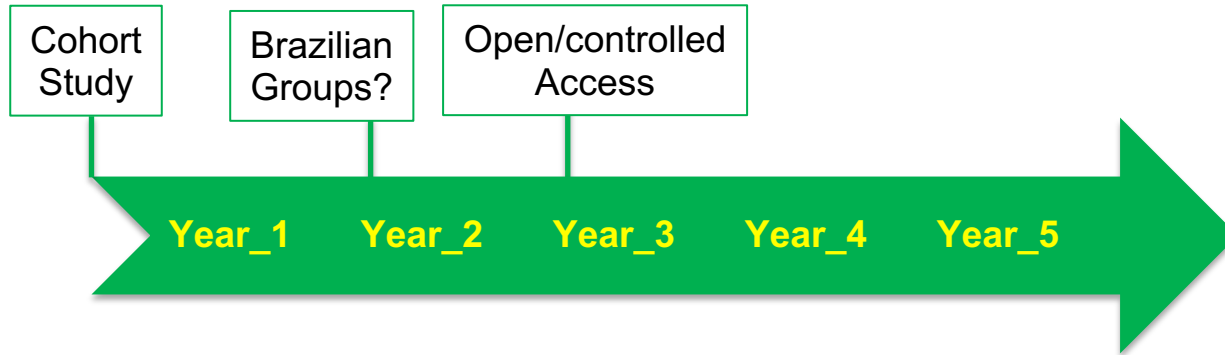 Cohort
Study
Brazilian
Groups?
Open/controlled
Access
Year_1 Year_2 Year_3 Year_4 Year_5